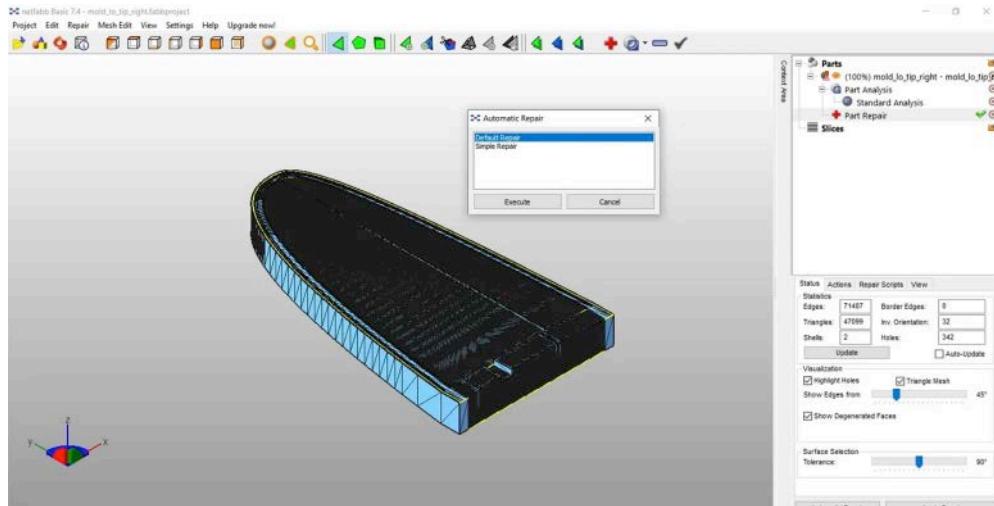 netfabb Basic 7.4 - mold_lo_tip_right.fabbproject
Project Edit Repair Mesh Edit View Settings Help Upgrade now!
Context Area
Parts
(100%) mold_lo_tip_right - mold_lo_tip
Part Analysis
Standard Analysis
Part Repair
Slices
Automatic Repair
Default Repair
Simple Repair
Execute Cancel
Status Actions Repair Scripts View
Statistics
Edges: 71487 Border Edges: 0
Triangles: 47099 Inv. Orientation: 32
Shells: 2 Holes: 342
Update Auto-Update
Visualization
Highlight Holes Triangle Mesh
Show Edges from 45°
Show Degenerated Faces
Surface Selection
Tolerance: 90°
z
y
x